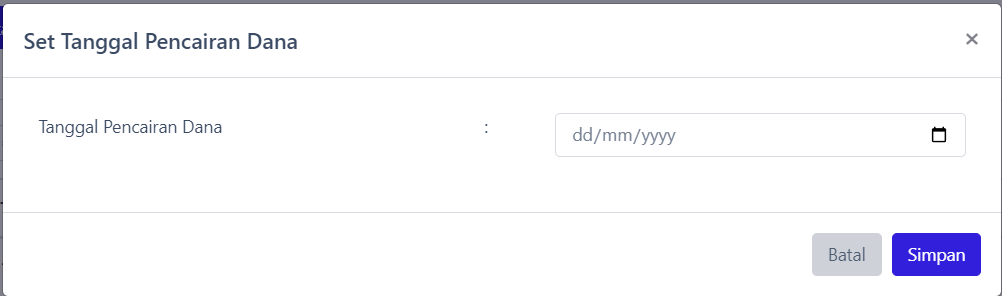 Set Tanggal Pencairan Dana ×
Tanggal Pencairan Dana : dd/mm/yyyy
Batal Simpan